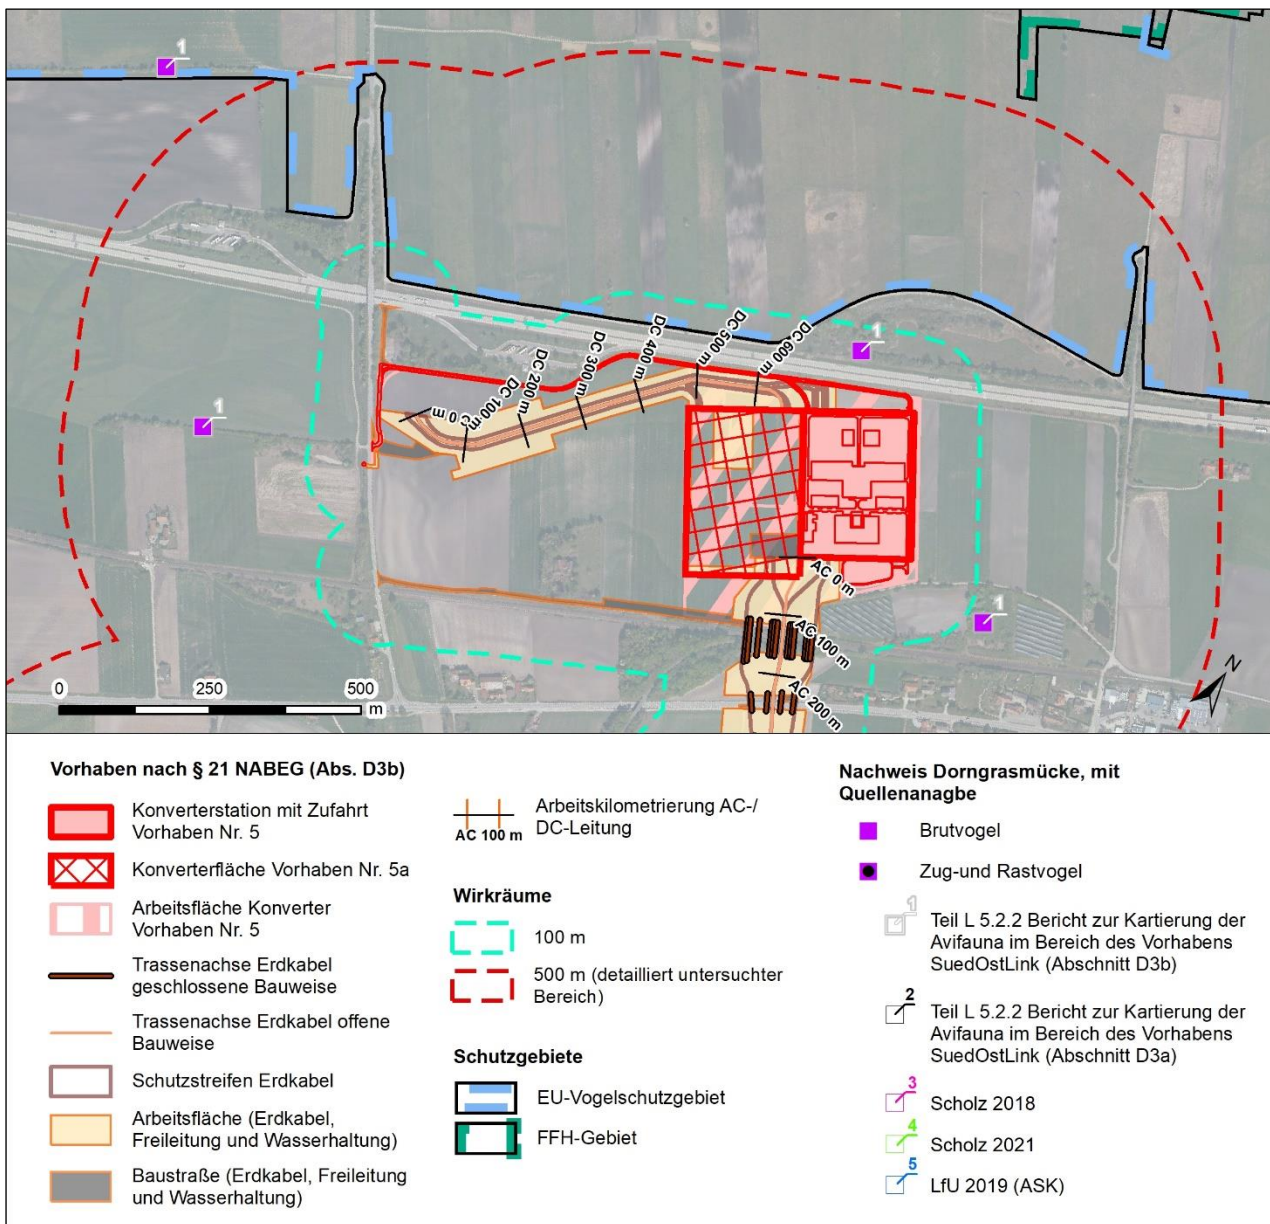 1
1
1
1
DC 600 m
DC 500 m
DC 400 m
DC 300 m
DC 200 m
DC 100 m
0 m
AC 0 m
AC 100 m
AC 200 m
N
0 250 500
m
Vorhaben nach § 21 NABEG (Abs. D3b)
Konverterstation mit Zufahrt
Vorhaben Nr. 5
Konverterfläche Vorhaben Nr. 5a
Arbeitsfläche Konverter
Vorhaben Nr. 5
Trassenachse Erdkabel
geschlossene Bauweise
Trassenachse Erdkabel offene
Bauweise
Schutzstreifen Erdkabel
Arbeitsfläche (Erdkabel,
Freileitung und Wasserhaltung)
Baustraße (Erdkabel, Freileitung
und Wasserhaltung)
AC 100 m
Arbeitskilometrierung AC-/
DC-Leitung
Wirkräume
100 m
500 m (detailliert untersuchter
Bereich)
Schutzgebiete
EU-Vogelschutzgebiet
FFH-Gebiet
Nachweis Dorngrasmücke, mit
Quellenanagbe
Brutvogel
Zug-und Rastvogel
1
Teil L 5.2.2 Bericht zur Kartierung der
Avifauna im Bereich des Vorhabens
SuedOstLink (Abschnitt D3b)
2
Teil L 5.2.2 Bericht zur Kartierung der
Avifauna im Bereich des Vorhabens
SuedOstLink (Abschnitt D3a)
3
Scholz 2018
4
Scholz 2021
5
LfU 2019 (ASK)